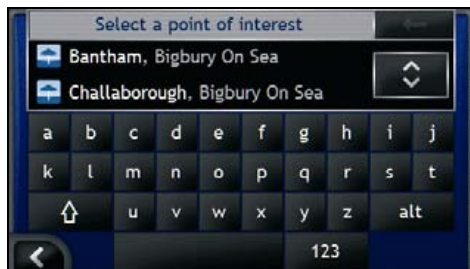 Select a point of interest
Bantham, Bigbury On Sea
Challaborough, Bigbury On Sea
a b c d e f g h i j
k l m n o p q r s t
u v w x y z alt
123